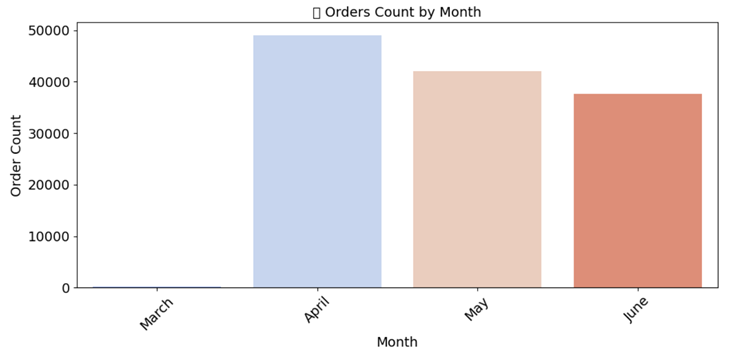 ▯ Orders Count by Month
Order Count
50000
40000
30000
20000
10000
0
March
April
May
June
Month